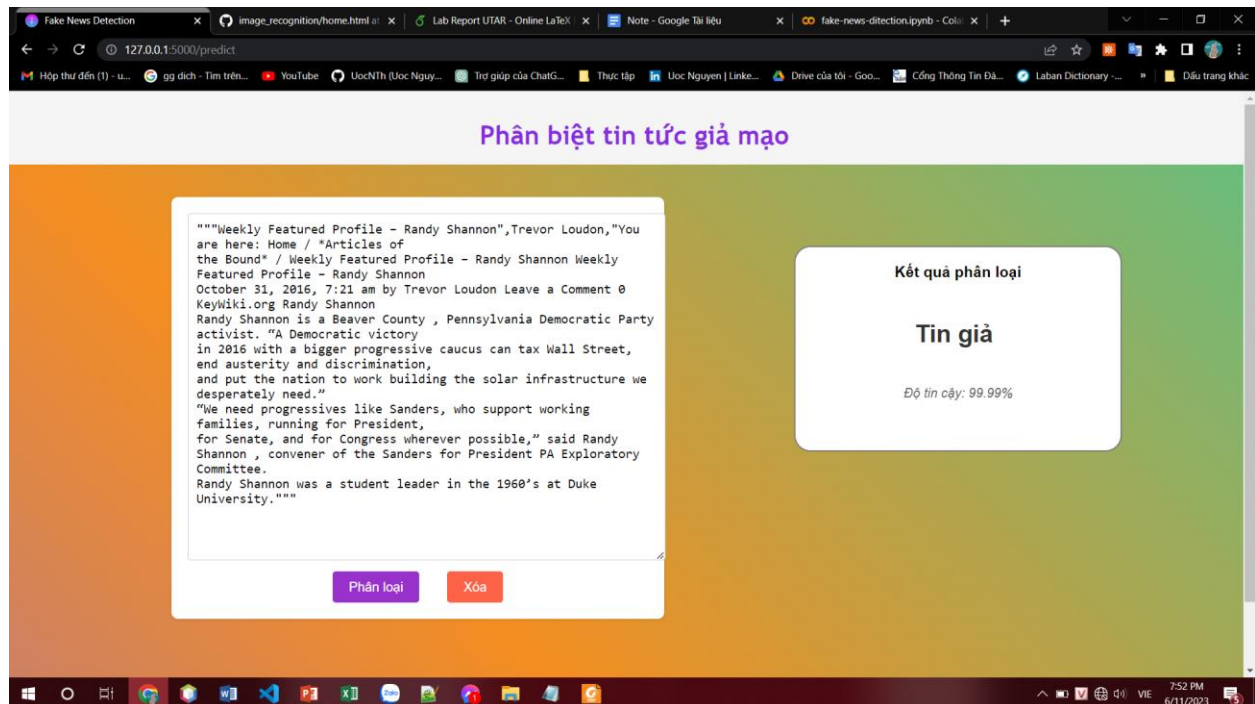 Fake News Detection
image_recognition/home.html at
Lab Report UTAR - Online LaTeX
Note - Google Tài liệu
fake-news-ditection.ipynb - Cola
127.0.0.1:5000/predict
Hộp thư đến (1) - u...
gg dich - Tìm trên...
YouTube
UocNTh (Uoc Nguy...
Trợ giúp của ChatG...
Thực tập
Uoc Nguyen | Linke...
Drive của tôi - Goo...
Cổng Thông Tin Đà...
Laban Dictionary -...
Dấu trang khác
Phân biệt tin tức giả mạo
"""Weekly Featured Profile – Randy Shannon",Trevor Loudon,"You
are here: Home / *Articles of
the Bound* / Weekly Featured Profile – Randy Shannon Weekly
Featured Profile – Randy Shannon
October 31, 2016, 7:21 am by Trevor Loudon Leave a Comment 0
KeyWiki.org Randy Shannon
Randy Shannon is a Beaver County , Pennsylvania Democratic Party
activist. “A Democratic victory
in 2016 with a bigger progressive caucus can tax Wall Street,
end austerity and discrimination,
and put the nation to work building the solar infrastructure we
desperately need.”
“We need progressives like Sanders, who support working
families, running for President,
for Senate, and for Congress wherever possible,” said Randy
Shannon , convener of the Sanders for President PA Exploratory
Committee.
Randy Shannon was a student leader in the 1960’s at Duke
University."""
Phân loại
Xóa
Kết quả phân loại
Tin giả
Độ tin cậy: 99.99%
Zalo
VIE
7:52 PM
6/11/2023